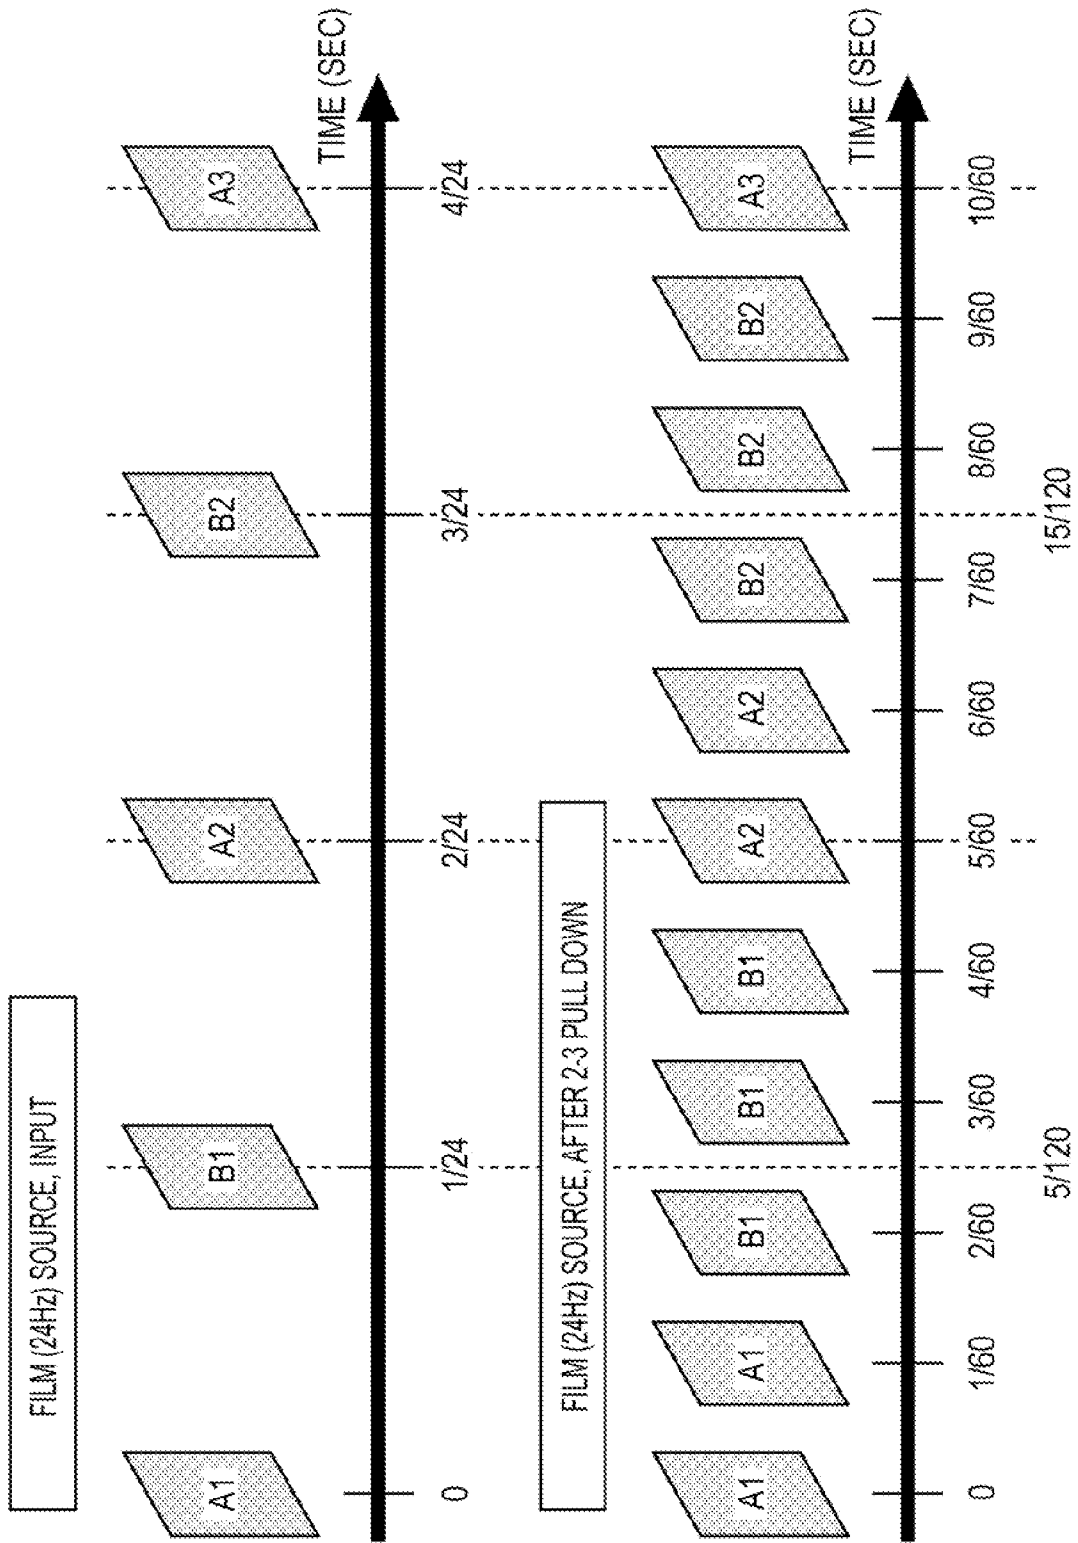 FILM (24Hz) SOURCE, INPUT
A1 B1 A2 B2 A3
TIME (SEC)
0 1/24 2/24 3/24 4/24
FILM (24Hz) SOURCE, AFTER 2-3 PULL DOWN
A1 A1 B1 B1 B1 A2 A2 B2 B2 B2 A3
TIME (SEC)
0 1/60 2/60 3/60 4/60 5/60 6/60 7/60 8/60 9/60 10/60
5/120 15/120